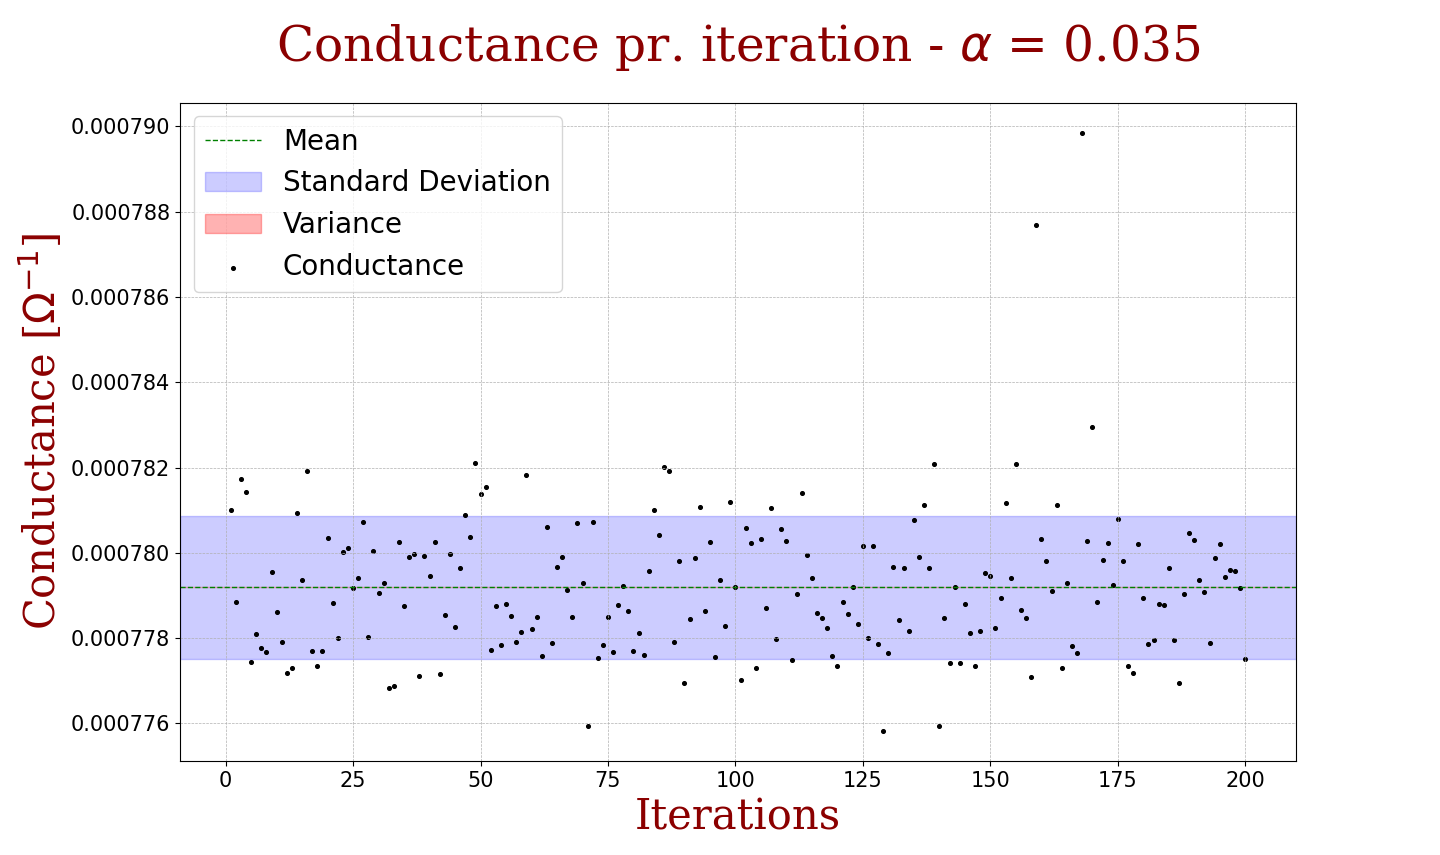 Conductance pr. iteration - α = 0.035
Conductance [Ω⁻¹]
0.000790
0.000788
0.000786
0.000784
0.000782
0.000780
0.000778
0.000776
Mean
Standard Deviation
Variance
Conductance
0 25 50 75 100 125 150 175 200
Iterations